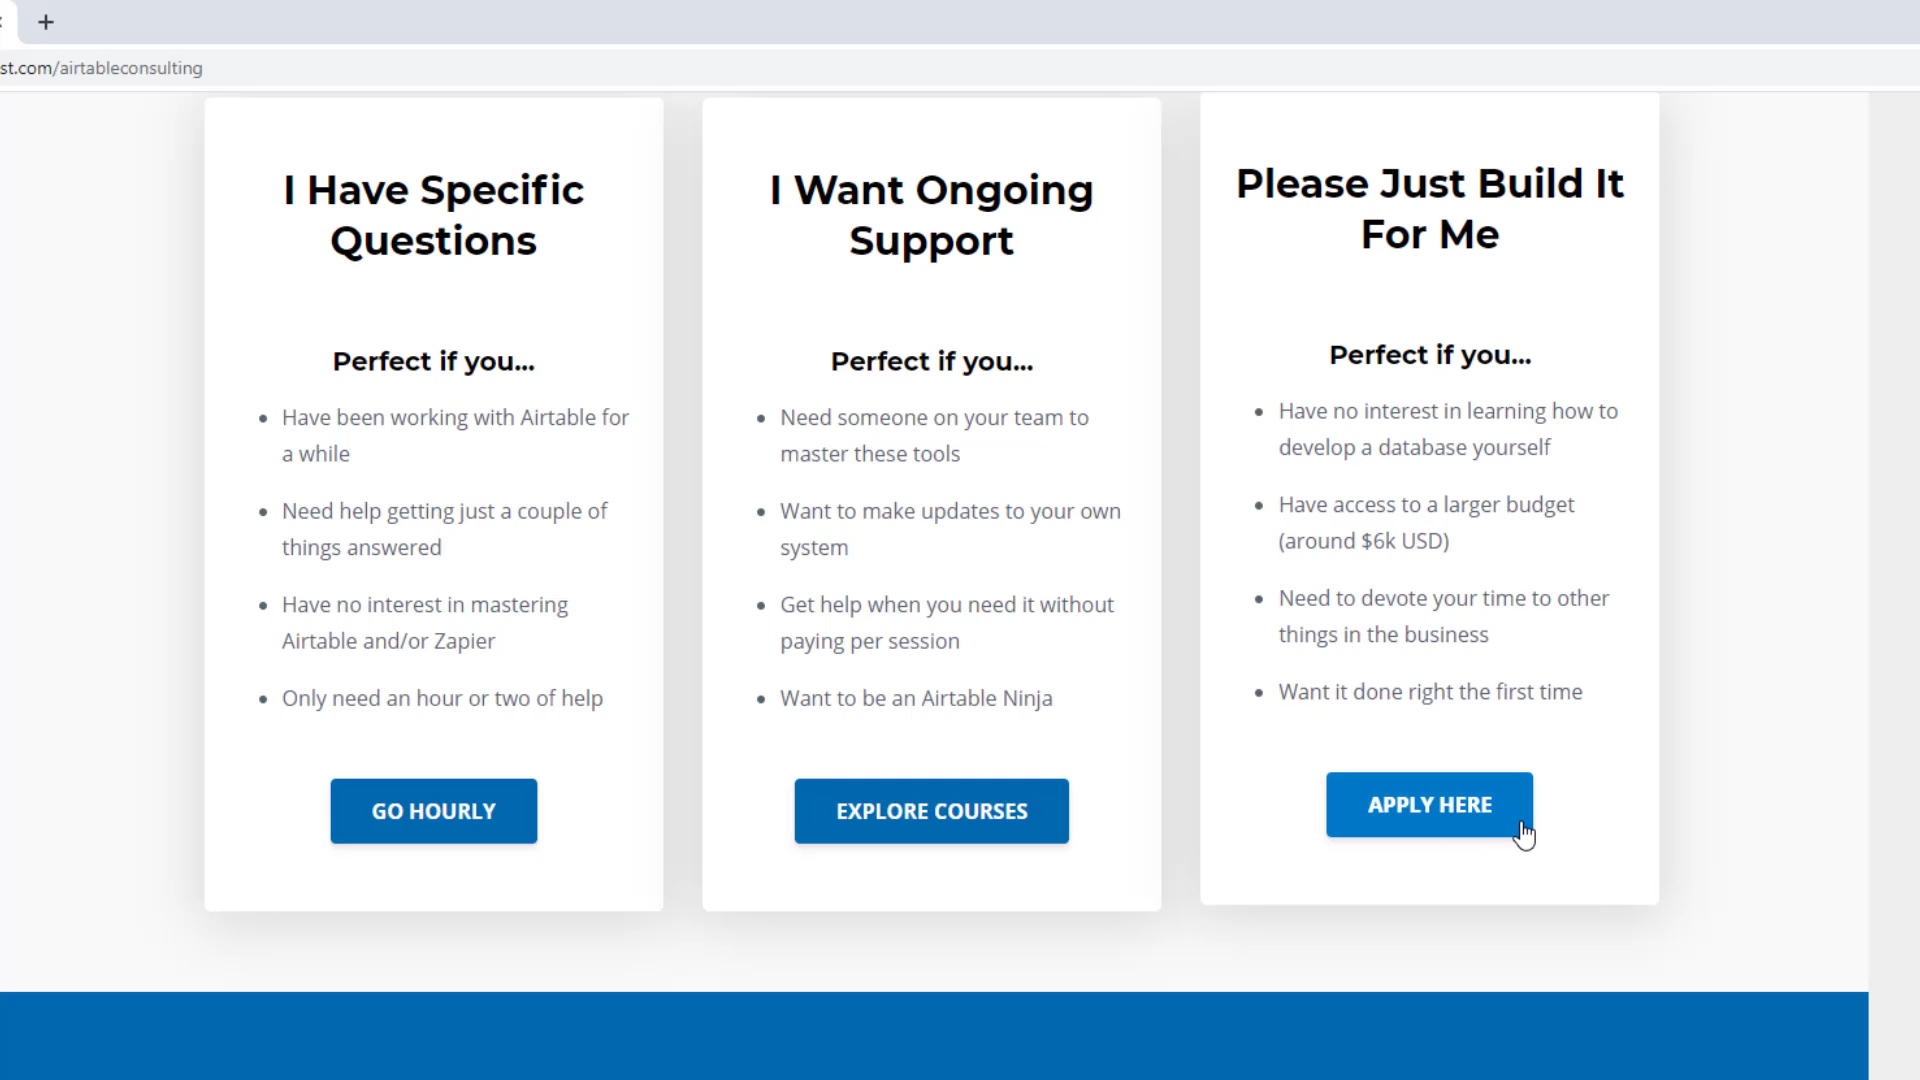 st.com/airtableconsulting
I Have Specific
Questions
Perfect if you...
Have been working with Airtable for
a while
Need help getting just a couple of
things answered
Have no interest in mastering
Airtable and/or Zapier
Only need an hour or two of help
GO HOURLY
I Want Ongoing
Support
Perfect if you...
Need someone on your team to
master these tools
Want to make updates to your own
system
Get help when you need it without
paying per session
Want to be an Airtable Ninja
EXPLORE COURSES
Please Just Build It
For Me
Perfect if you...
Have no interest in learning how to
develop a database yourself
Have access to a larger budget
(around $6k USD)
Need to devote your time to other
things in the business
Want it done right the first time
APPLY HERE